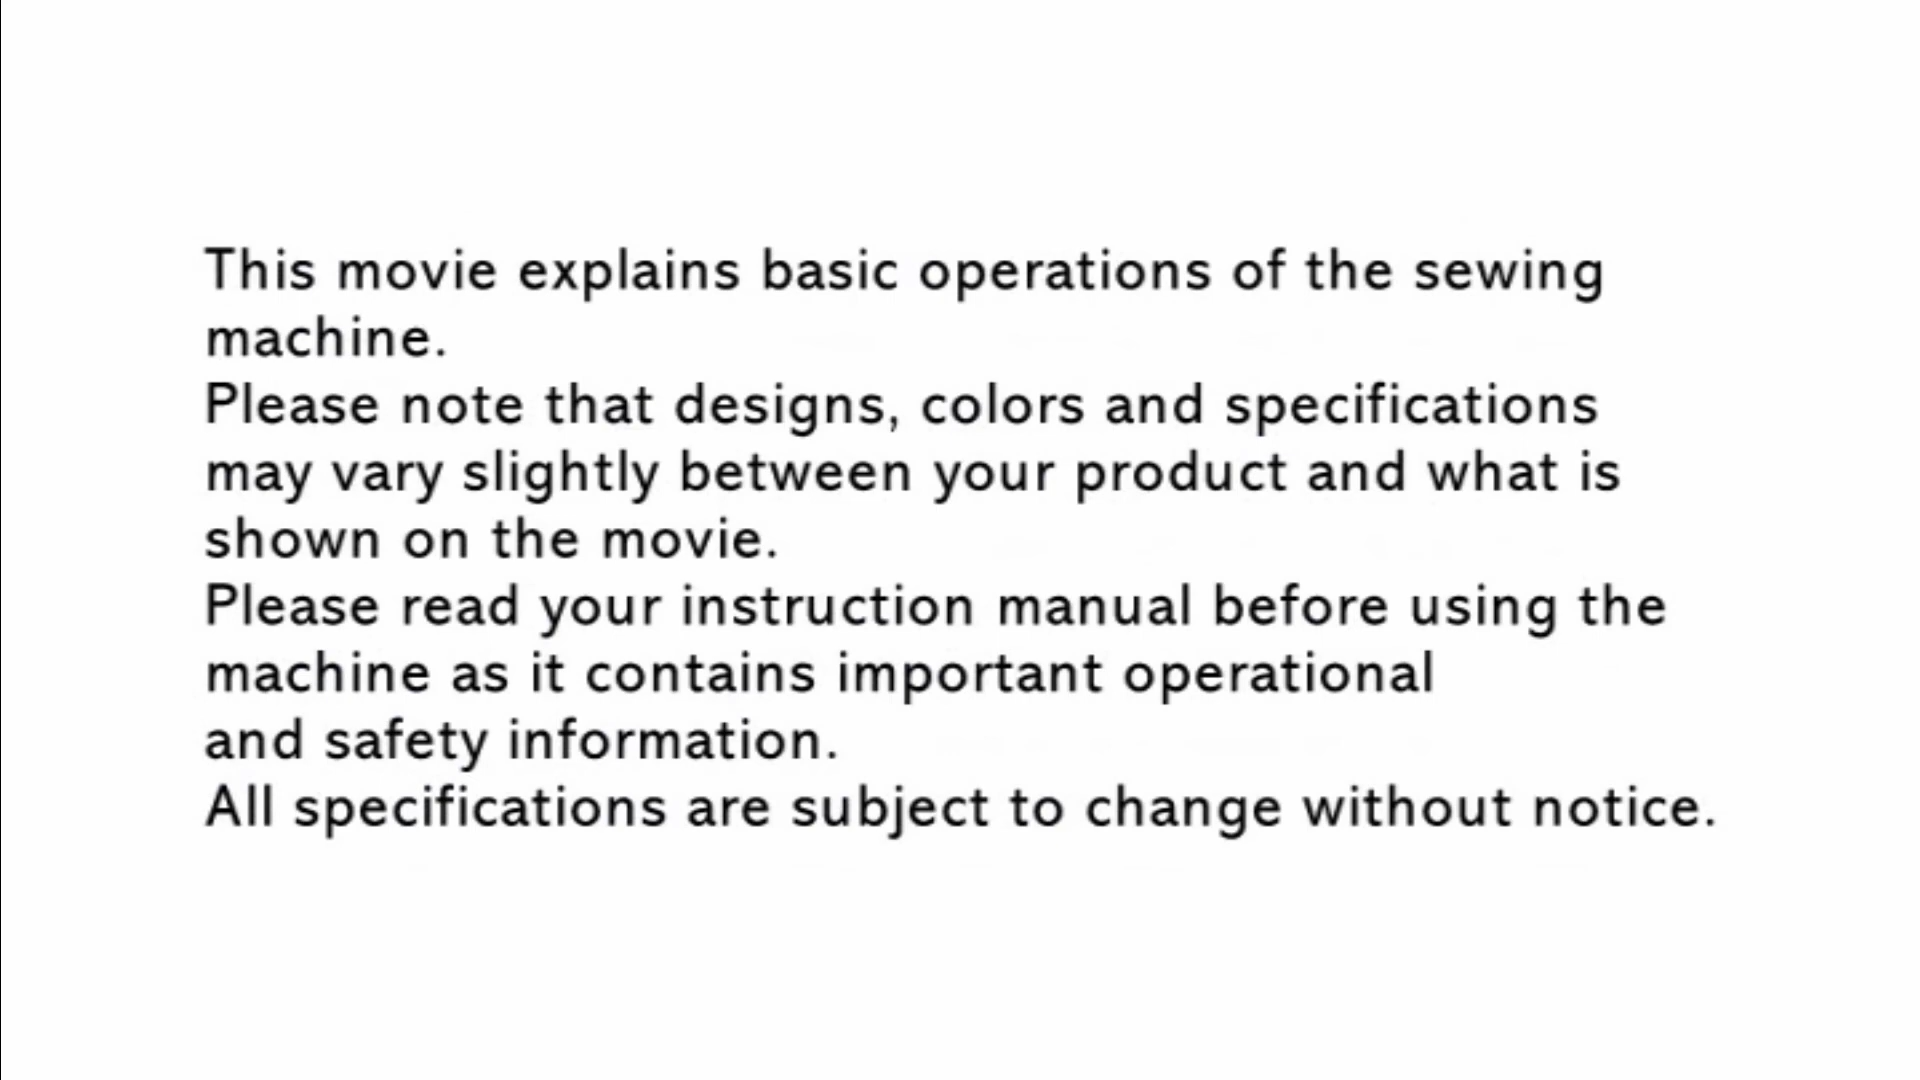 This movie explains basic operations of the sewing
machine.
Please note that designs, colors and specifications
may vary slightly between your product and what is
shown on the movie.
Please read your instruction manual before using the
machine as it contains important operational
and safety information.
All specifications are subject to change without notice.